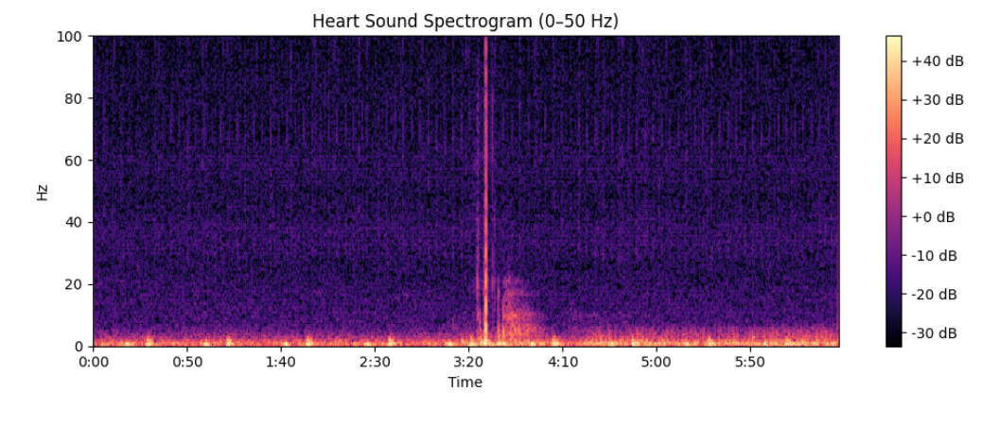 Heart Sound Spectrogram (0–50 Hz)
100
80
60
40
20
0
Hz
0:00
0:50
1:40
2:30
3:20
4:10
5:00
5:50
Time
+40 dB
+30 dB
+20 dB
+10 dB
+0 dB
-10 dB
-20 dB
-30 dB